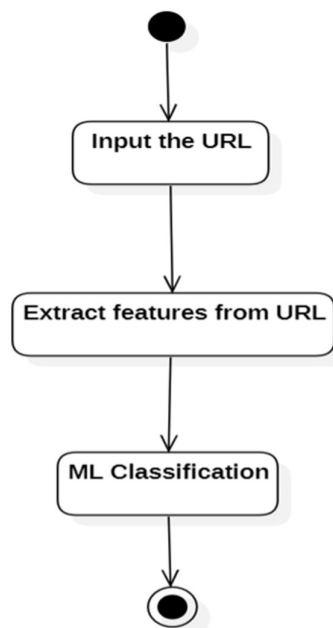 Input the URL
Extract features from URL
ML Classification